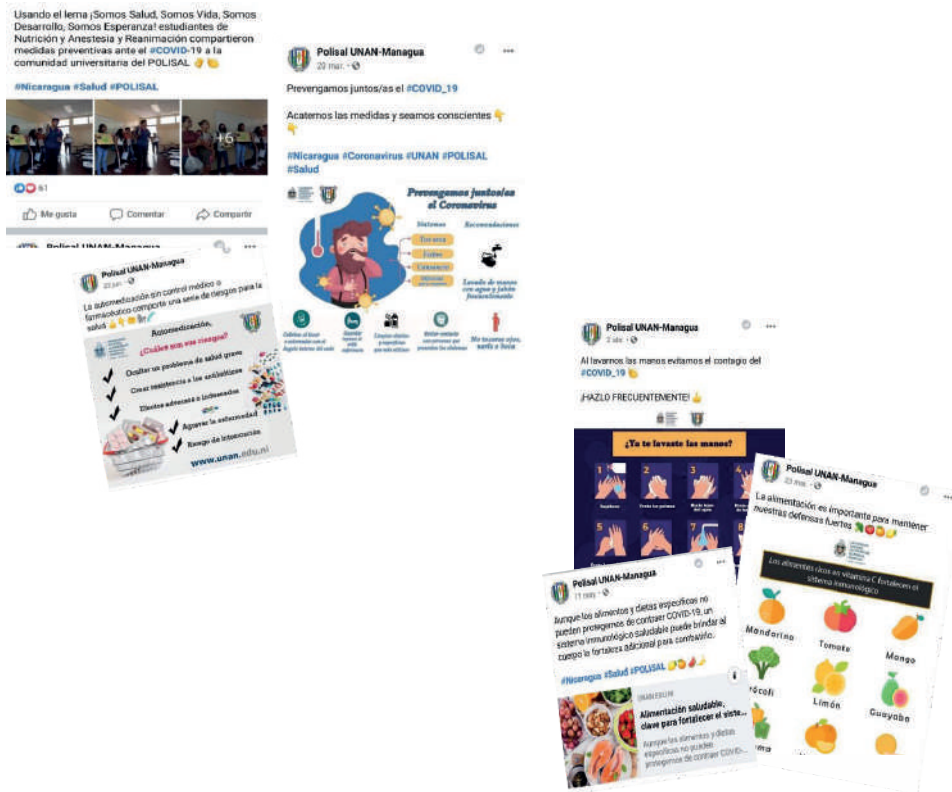 Usando el lema ¡Somos Salud, Somos Vida, Somos
Desarrollo, Somos Esperanza! estudiantes de
Nutrición y Anestesia y Reanimación compartieron
medidas preventivas ante el #COVID-19 a la
comunidad universitaria del POLISAL
#Nicaragua #Salud #POLISAL
+6
61
Me gusta
Comentar
Compartir
Polisal UNAN-Managua
Polisal UNAN-Managua
La automedicación sin control médico o
farmacéutico comporta una serie de riesgos para la
salud
Automedicación,
¿Cuáles son sus riesgos?
Ocultar un problema de salud grave
Crear resistencia a los antibióticos
Efectos adversos o indeseados
Agravar la enfermedad
Riesgo de intoxicación
www.unan.edu.ni
Polisal UNAN-Managua
Prevengamos juntos/as el #COVID_19
Acatemos las medidas y seamos conscientes
#Nicaragua #Coronavirus #UNAN #POLISAL
#Salud
Prevengamos juntos/as
el Coronavirus
Síntomas
Recomendaciones
Tos seca
Fiebre
Cansancio
Lavado de manos
con agua y jabón
frecuentemente
No tocarse ojos,
nariz o boca
Polisal UNAN-Managua
Al lavarnos las manos evitamos el contagio del
#COVID_19
¡HAZLO FRECUENTEMENTE!
¿Ya te lavaste las manos?
1
2
3
4
5
6
7
8
Polisal UNAN-Managua
Aunque los alimentos y dietas específicas no
pueden protegernos de contraer COVID-19, un
sistema inmunológico saludable puede brindar al
cuerpo la fortaleza adicional para combatirlo.
#Nicaragua #Salud #POLISAL
UNAN.EDU.NI
Alimentación saludable,
clave para fortalecer el siste...
Aunque los alimentos y dietas
específicas no pueden
protegernos de contraer COVID-...
Polisal UNAN-Managua
23 mar.
La alimentación es importante para mantener
nuestras defensas fuertes
Los alimentos ricos en vitamina C fortalecen el
sistema inmunológico
Mandarina
Tomate
Mango
Limón
Guayaba